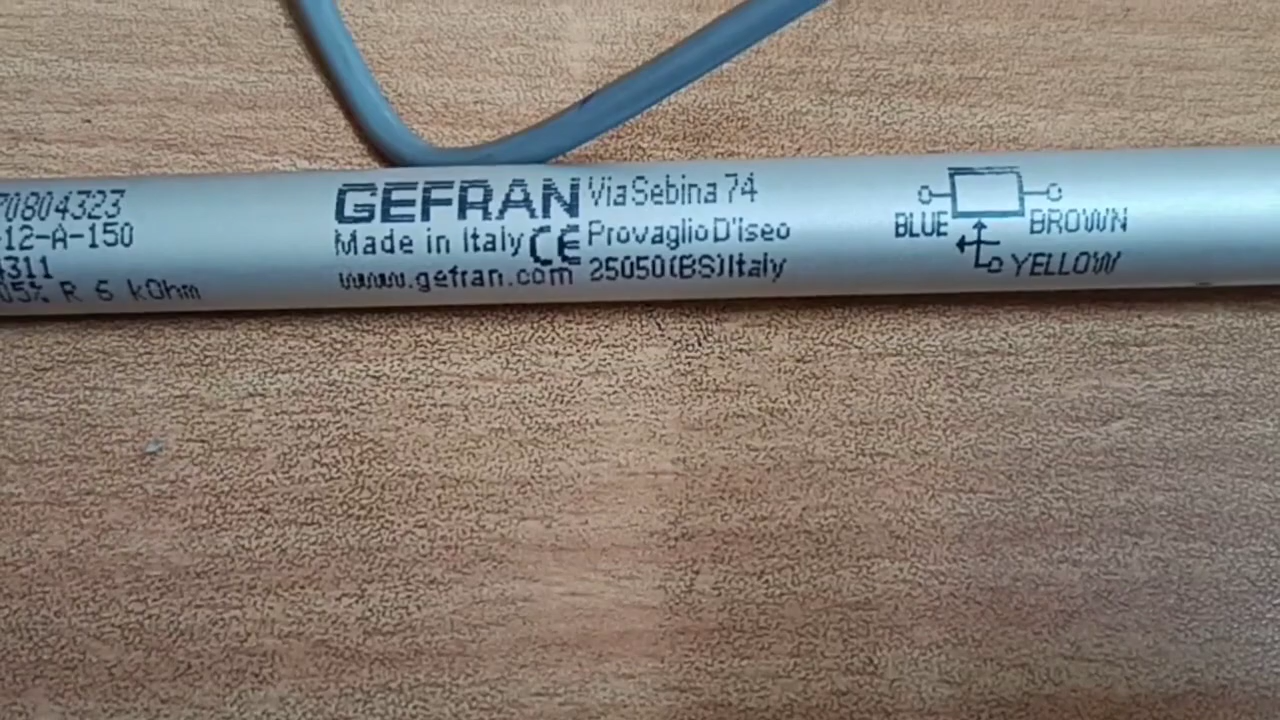 70804323
-12-A-150
4311
05% R 5 kOhm
GEFRAN
Made in Italy CE
www.gefran.com
Via Sebina 74
Provaglio D'Iseo
25050(BS)Italy
BLUE
BROWN
YELLOW